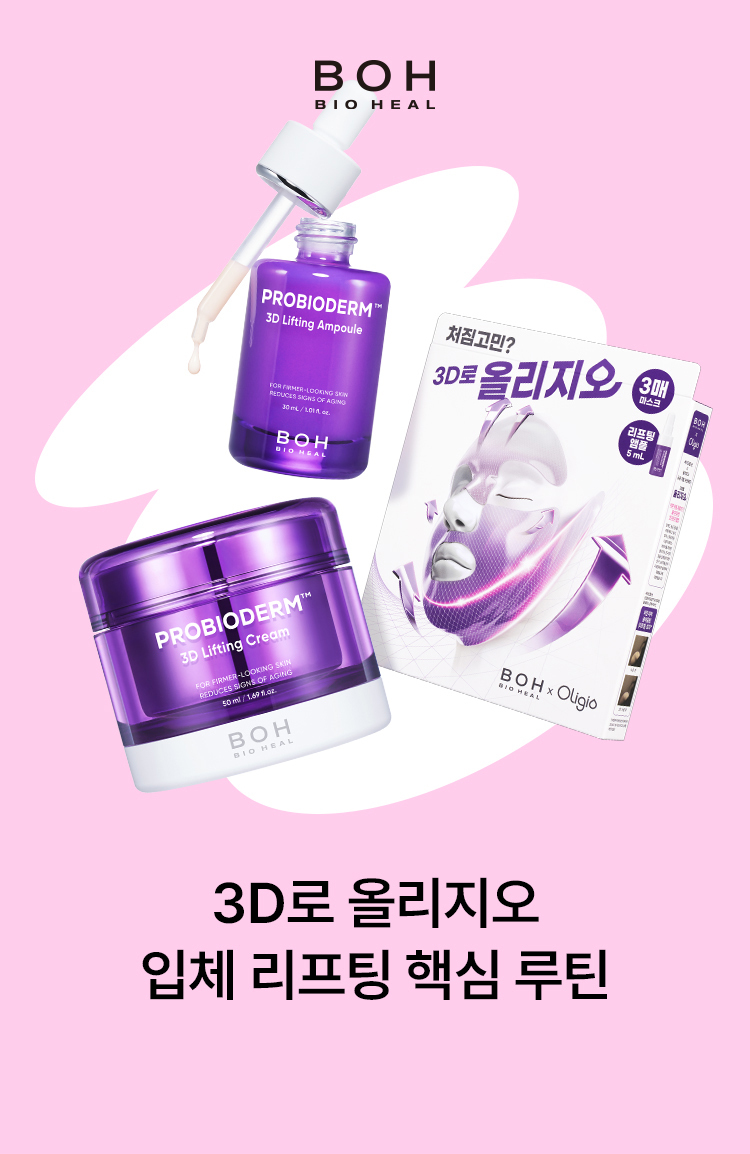 BOH
BIO HEAL
PROBIODERM™
3D Lifting Ampoule
FOR FIRMER-LOOKING SKIN
REDUCES SIGNS OF AGING
30 mL / 1.01 fl. oz.
BOH
BIO HEAL
처짐고민?
3D로 올리지오
3매
마스크
리프팅
앰플
5 mL
BOH
BIO HEAL
x Oligio
BOH
x
Oligio
PROBIODERM™
3D Lifting Cream
FOR FIRMER-LOOKING SKIN
REDUCES SIGNS OF AGING
50 ml / 1.69 fl.oz.
BOH
BIO HEAL
3D로 올리지오
입체 리프팅 핵심 루틴